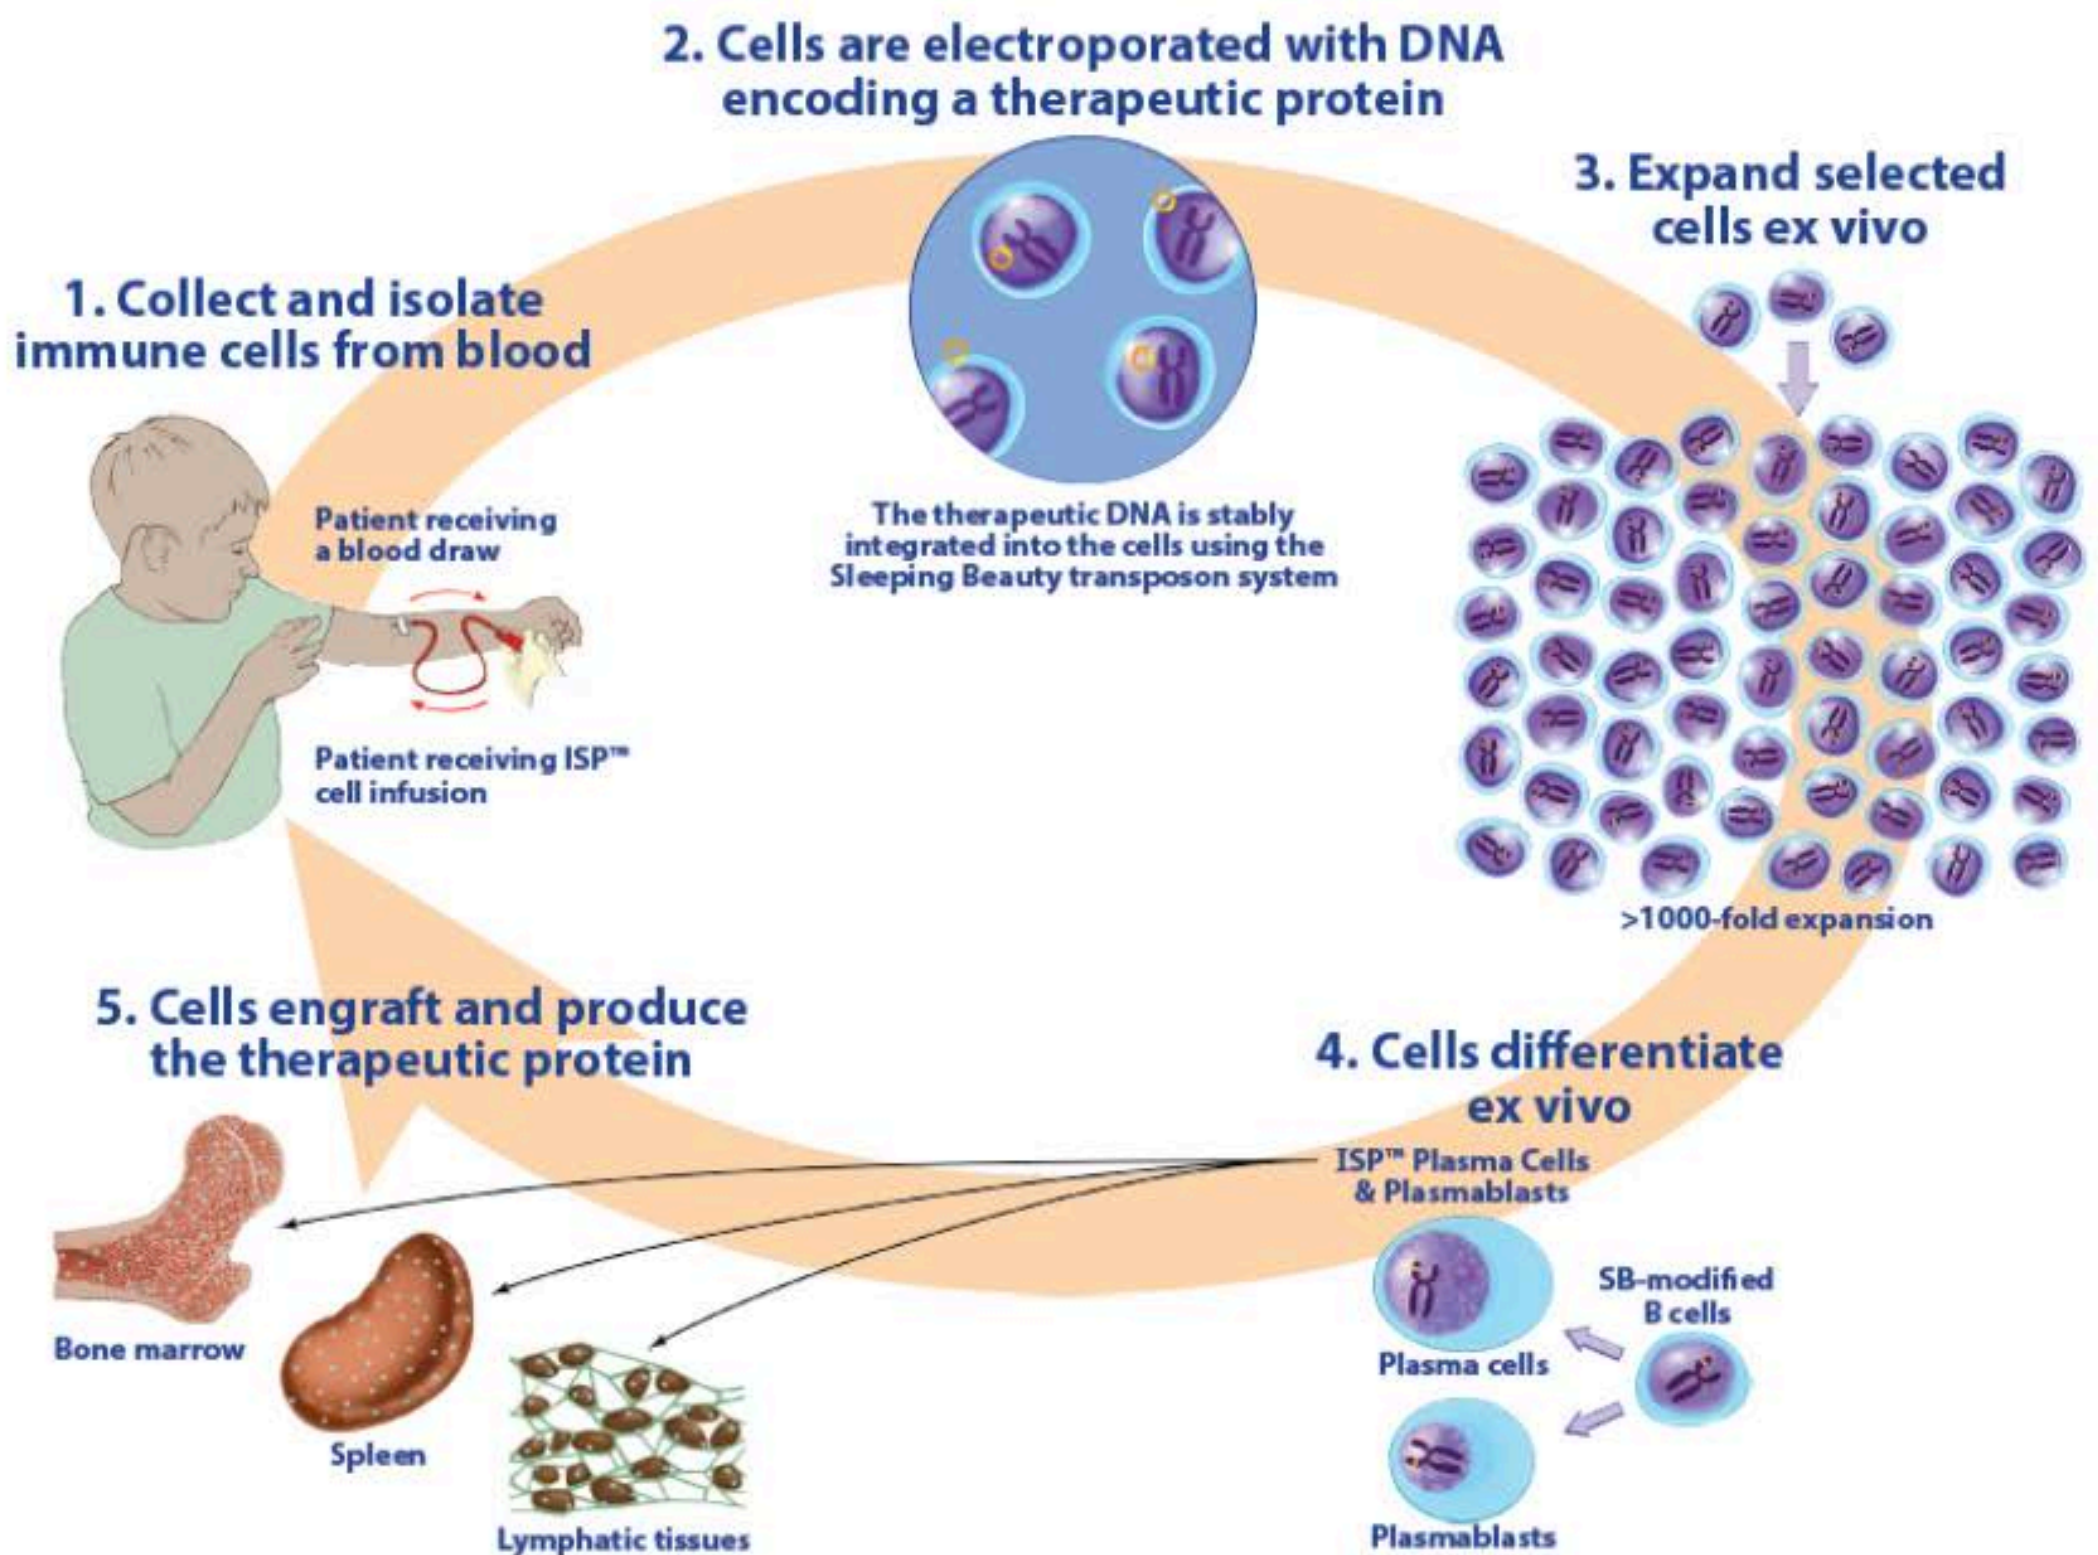 2. Cells are electroporated with DNA
encoding a therapeutic protein
3. Expand selected
cells ex vivo
1. Collect and isolate
immune cells from blood
Patient receiving
a blood draw
The therapeutic DNA is stably
integrated into the cells using the
Sleeping Beauty transposon system
Patient receiving ISP™
cell infusion
>1000-fold expansion
5. Cells engraft and produce
the therapeutic protein
4. Cells differentiate
ex vivo
ISP™ Plasma Cells
& Plasmablasts
SB-modified
B cells
Bone marrow
Plasma cells
Spleen
Lymphatic tissues
Plasmablasts